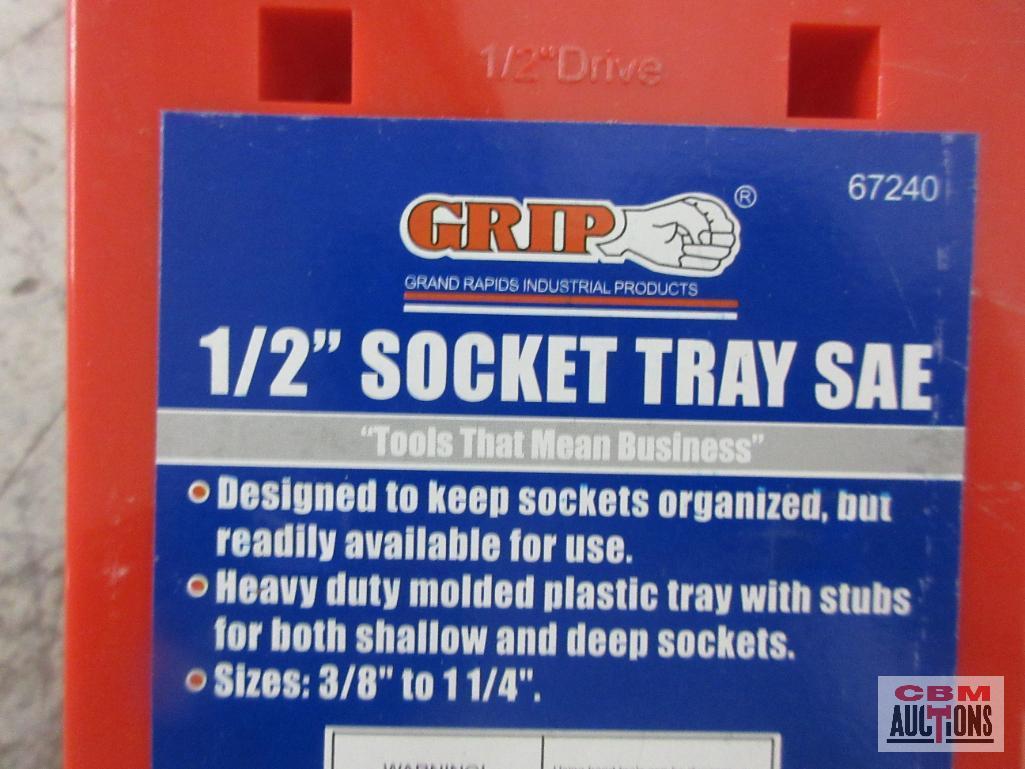 1/2"Drive
67240
GRIP ®
GRAND RAPIDS INDUSTRIAL PRODUCTS
1/2” SOCKET TRAY SAE
“Tools That Mean Business”
• Designed to keep sockets organized, but
readily available for use.
• Heavy duty molded plastic tray with stubs
for both shallow and deep sockets.
• Sizes: 3/8" to 1 1/4".
WARNING!
CBM
AUCTIONS